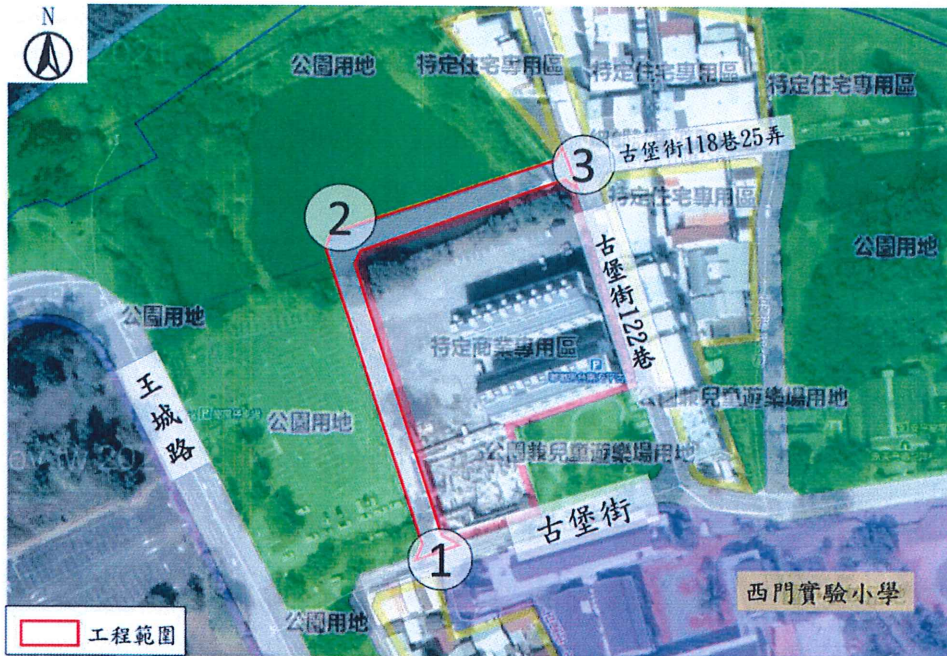 N
公園用地
特定住宅專用區
特定住宅專用區
特定住宅專用區
古堡街118巷25弄
3
特定住宅專用區
2
古堡街122巷
公園用地
公園用地
特定商業專用區
P
王城路
公園用地
公園兼兒童遊樂場用地
公園兼兒童遊樂場用地
古堡街
1
西門實驗小學
公園用地
工程範圍